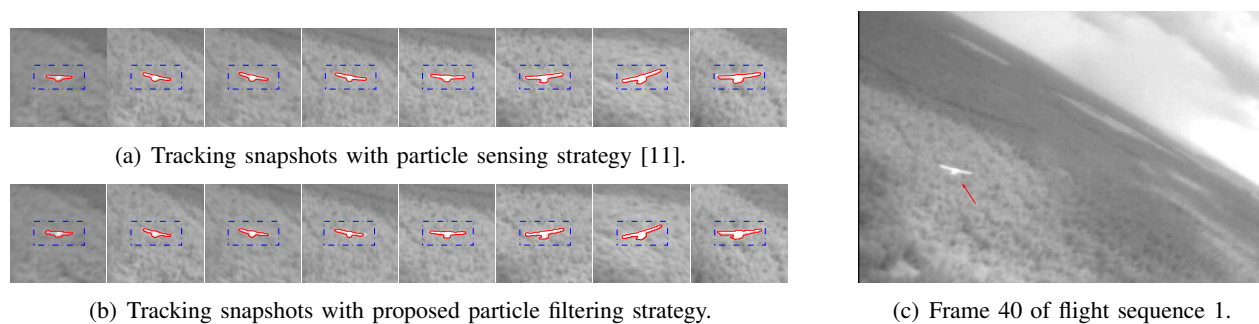 (a) Tracking snapshots with particle sensing strategy [11].
(b) Tracking snapshots with proposed particle filtering strategy.
(c) Frame 40 of flight sequence 1.